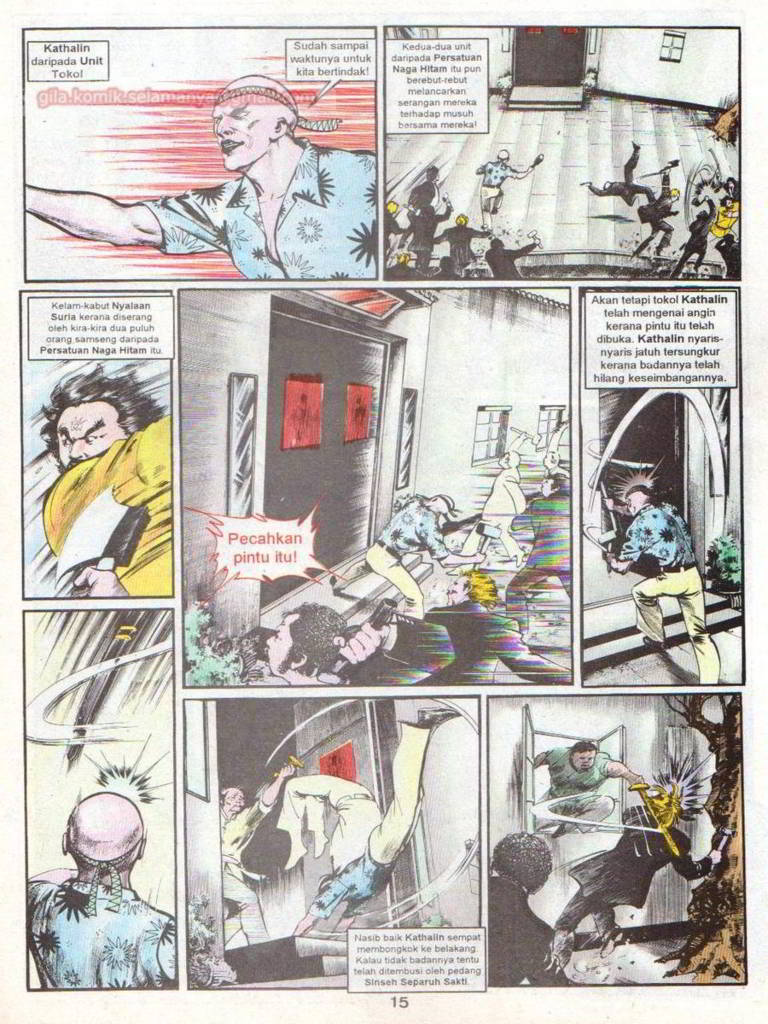 Kathalin
daripada Unit
Tokol
Sudah sampai
waktunya untuk
kita bertindak!
gila.komik.selamanya
Kedua-dua unit
daripada Persatuan
Naga Hitam itu pun
berebut-rebut
melancarkan
serangan mereka
terhadap musuh
bersama mereka!
Kelam-kabut Nyalaan
Suria kerana diserang
oleh kira-kira dua puluh
orang samseng daripada
Persatuan Naga Hitam itu.
Pecahkan
pintu itu!
Akan tetapi tokol Kathalin
telah mengenai angin
kerana pintu itu telah
dibuka. Kathalin nyaris-
nyaris jatuh tersungkur
kerana badannya telah
hilang keseimbangannya.
Nasib baik Kathalin sempat
membongkok ke belakang.
Kalau tidak badannya tentu
telah ditembusi oleh pedang
Sinseh Separuh Sakti.
15